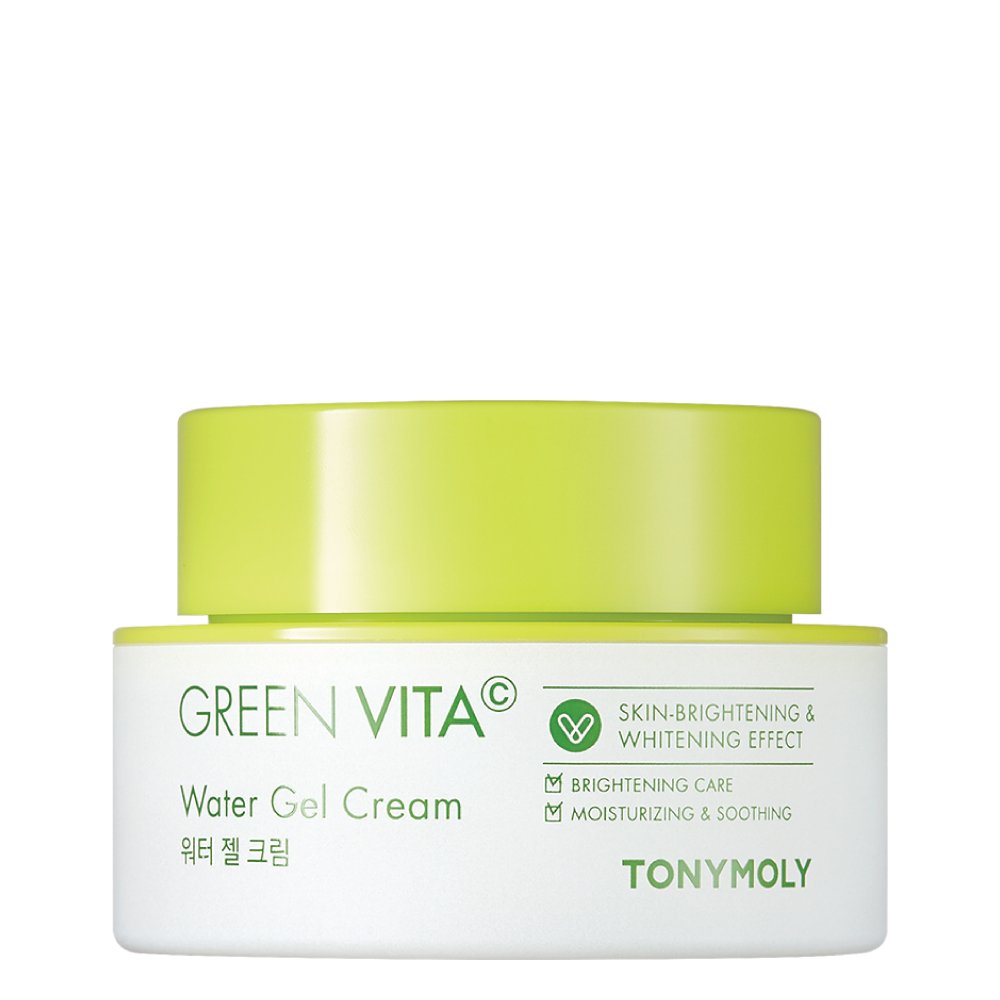 GREEN VITA©
Water Gel Cream
워터 젤 크림
SKIN-BRIGHTENING &
WHITENING EFFECT
BRIGHTENING CARE
MOISTURIZING & SOOTHING
TONYMOLY